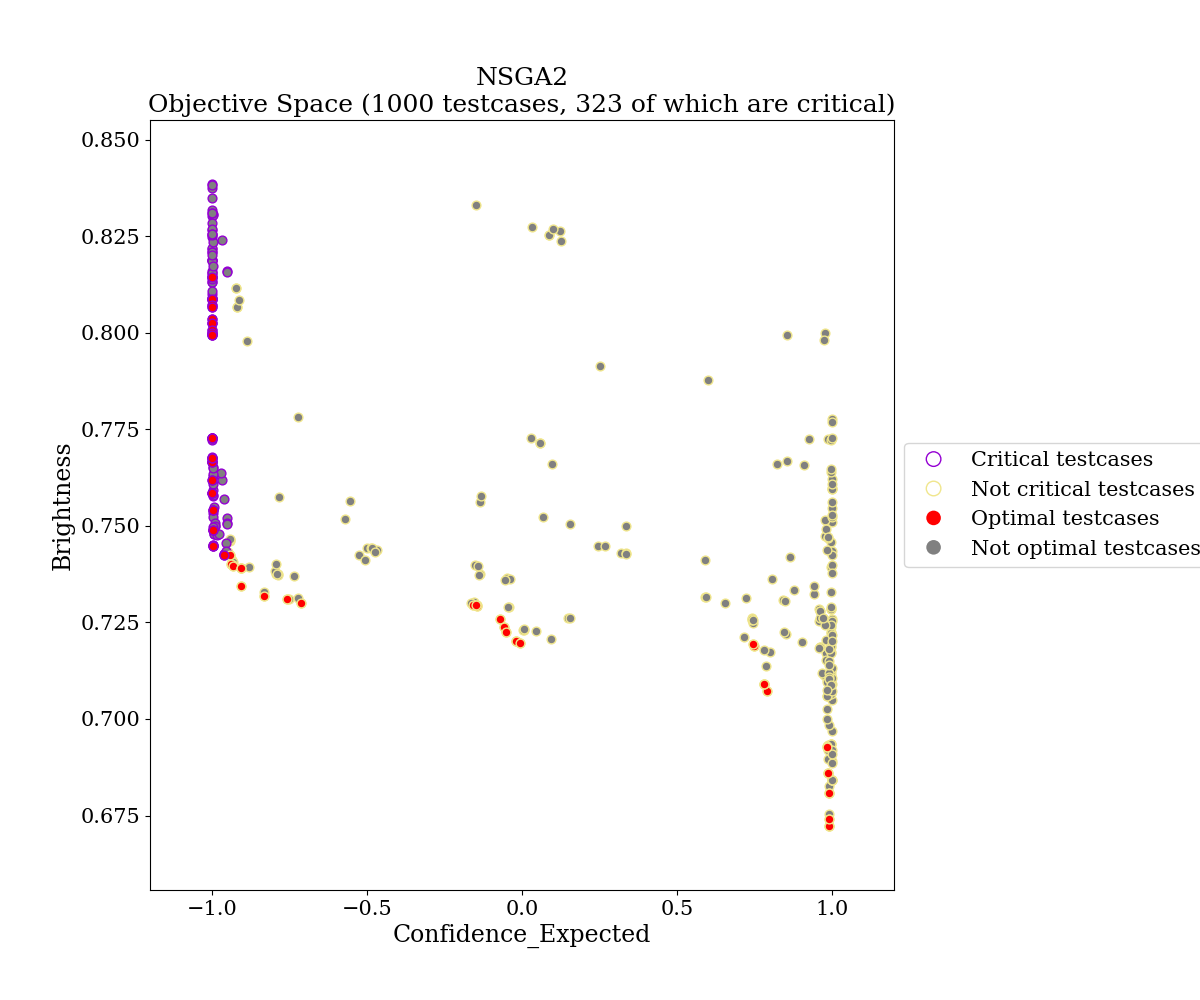 NSGA2
Objective Space (1000 testcases, 323 of which are critical)
0.850
0.825
0.800
0.775
0.750
0.725
0.700
0.675
Brightness
−1.0
−0.5
0.0
0.5
1.0
Confidence_Expected
Critical testcases
Not critical testcases
Optimal testcases
Not optimal testcases